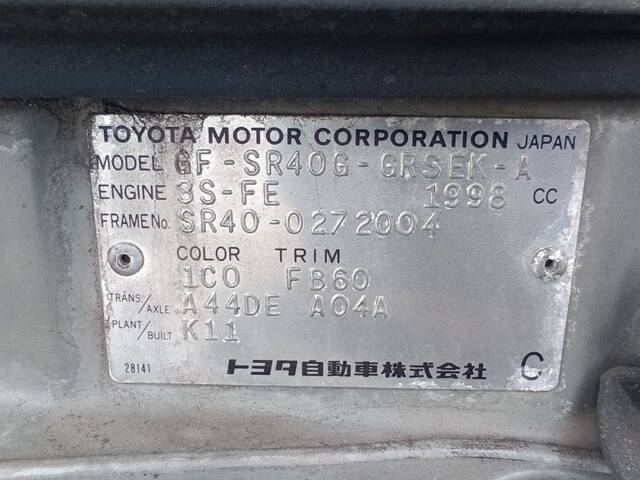 TOYOTA MOTOR CORPORATION JAPAN
MODEL GF-SR40G-GRSEK-A
ENGINE 3S-FE 1998 CC
FRAME No. SR40-0272004
COLOR TRIM
1C0 FB60
TRANS/AXLE A44DE A04A
PLANT/BUILT K11
28141 トヨタ自動車株式会社 C